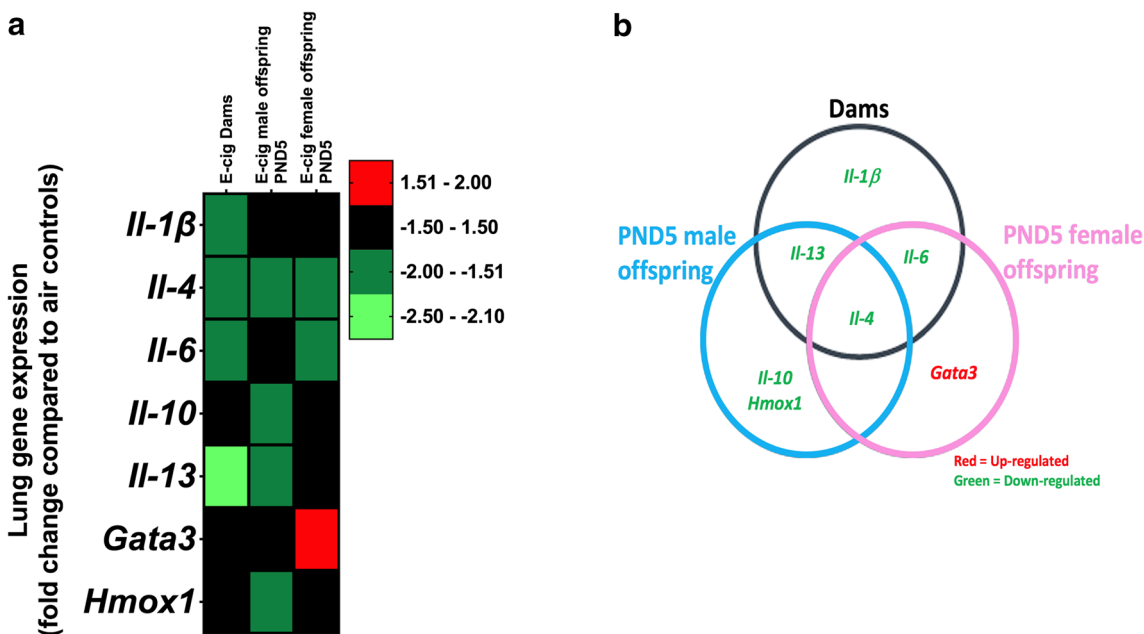 a
E-cig Dams
E-cig male offspring
PND5
E-cig female offspring
PND5
Lung gene expression
(fold change compared to air controls)
Il-1β
Il-4
Il-6
Il-10
Il-13
Gata3
Hmox1
1.51 - 2.00
-1.50 - 1.50
-2.00 - -1.51
-2.50 - -2.10
b
Dams
Il-1β
PND5 male
offspring
PND5 female
offspring
Il-13
Il-6
Il-4
Il-10
Hmox1
Gata3
Red = Up-regulated
Green = Down-regulated